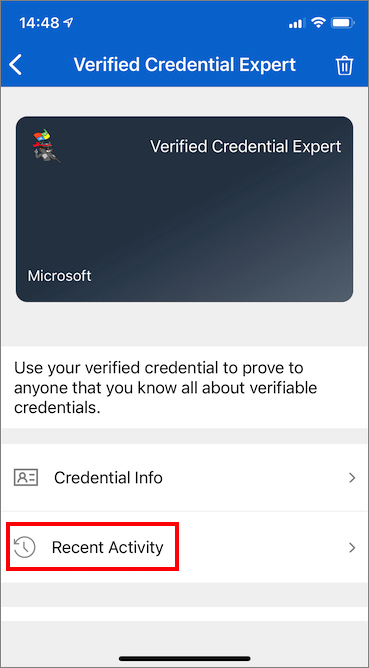 14:48
Verified Credential Expert
Verified Credential Expert
Microsoft
Use your verified credential to prove to
anyone that you know all about verifiable
credentials.
Credential Info
Recent Activity